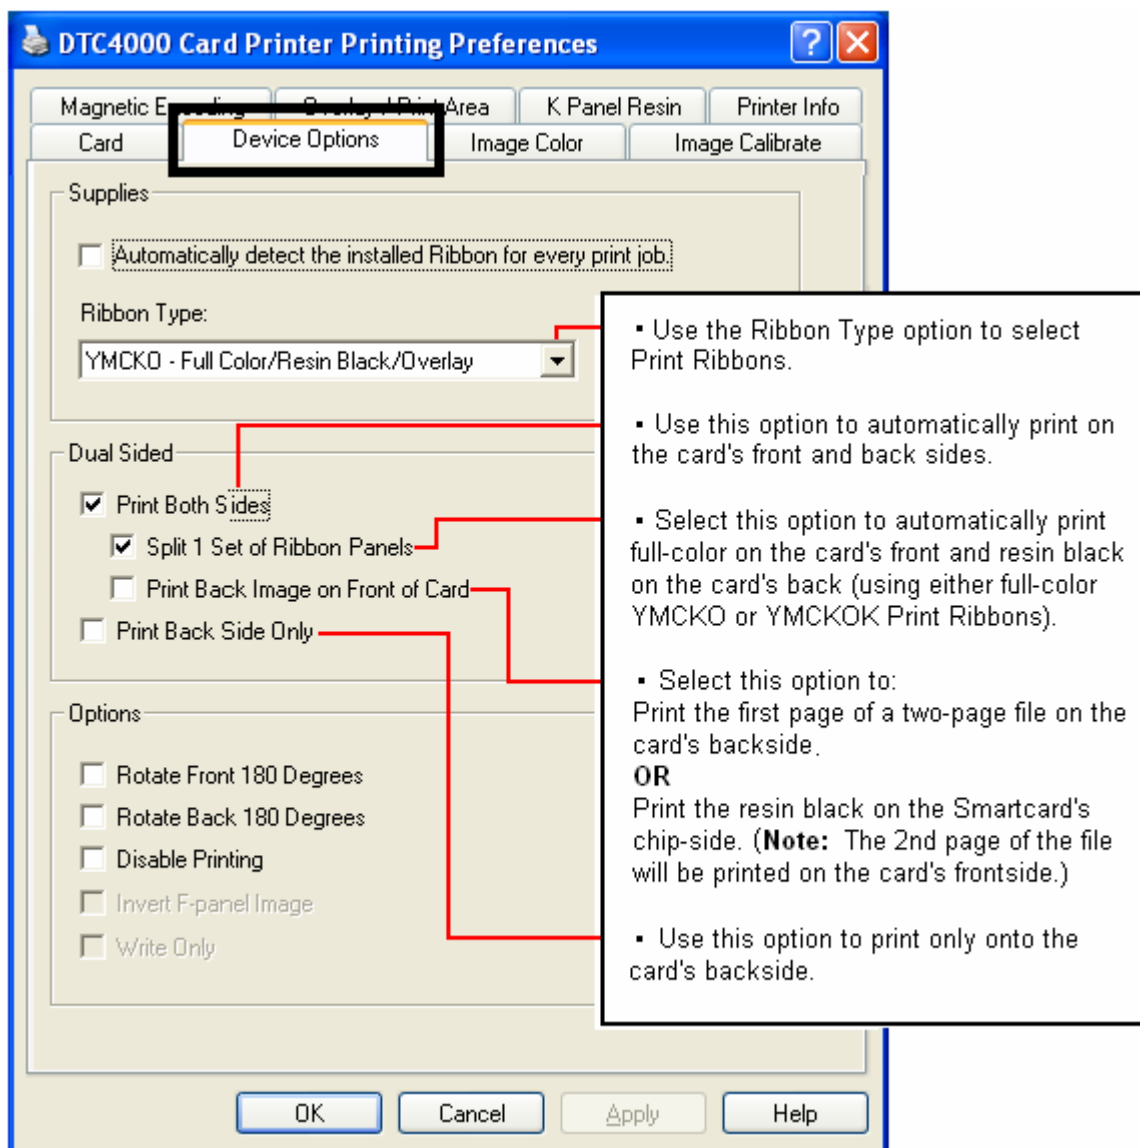 DTC4000 Card Printer Printing Preferences
Magnetic Encoding Overlay / Print Area K Panel Resin Printer Info
Card Device Options Image Color Image Calibrate
Supplies
Automatically detect the installed Ribbon for every print job.
Ribbon Type:
YMCKO - Full Color/Resin Black/Overlay
Dual Sided
Print Both Sides
Split 1 Set of Ribbon Panels
Print Back Image on Front of Card
Print Back Side Only
Options
Rotate Front 180 Degrees
Rotate Back 180 Degrees
Disable Printing
Invert F-panel Image
Write Only
▪ Use the Ribbon Type option to select
Print Ribbons.
▪ Use this option to automatically print on
the card's front and back sides.
▪ Select this option to automatically print
full-color on the card's front and resin black
on the card's back (using either full-color
YMCKO or YMCKOK Print Ribbons).
▪ Select this option to:
Print the first page of a two-page file on the
card's backside.
OR
Print the resin black on the Smartcard's
chip-side. (Note: The 2nd page of the file
will be printed on the card's frontside.)
▪ Use this option to print only onto the
card's backside.
OK Cancel Apply Help